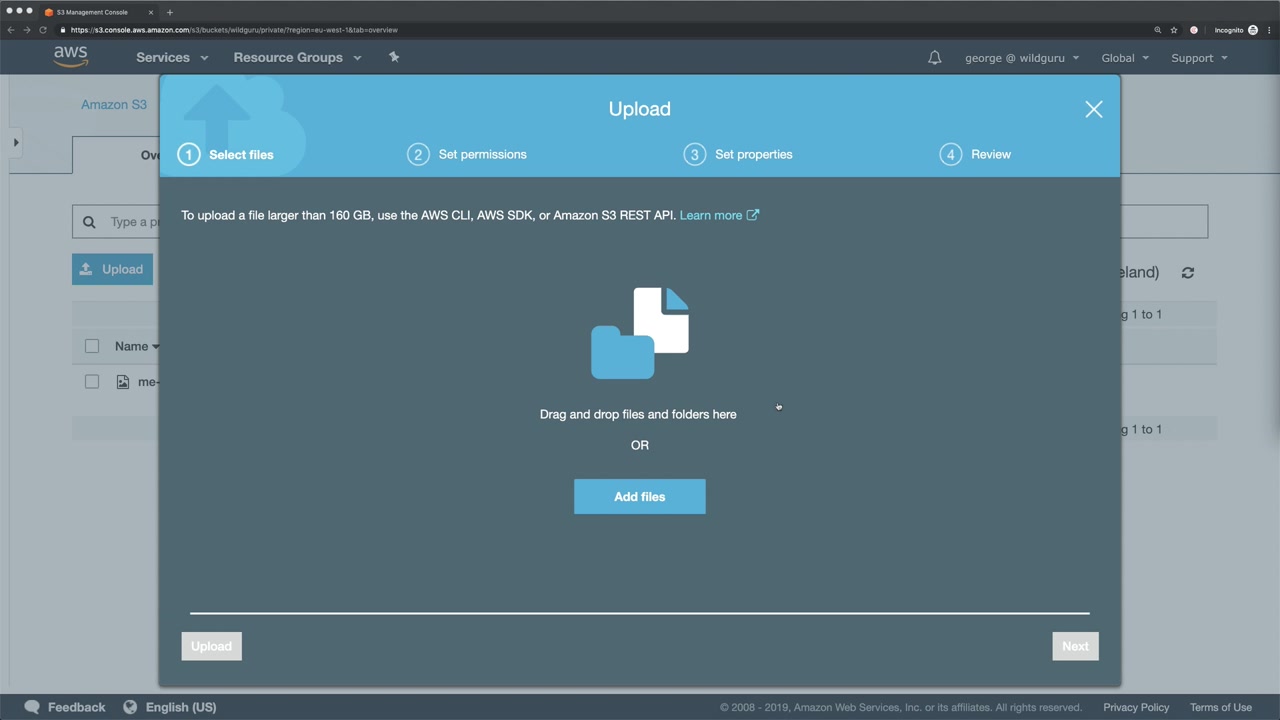 S3 Management Console
https://s3.console.aws.amazon.com/s3/buckets/wildguru/private/?region=eu-west-1&tab=overview
Incognito
aws
Services
Resource Groups
george @ wildguru
Global
Support
Amazon S3
Ove
Type a p
Upload
eland)
g 1 to 1
Name
me-
g 1 to 1
Upload
1 Select files
2 Set permissions
3 Set properties
4 Review
To upload a file larger than 160 GB, use the AWS CLI, AWS SDK, or Amazon S3 REST API. Learn more
Drag and drop files and folders here
OR
Add files
Upload
Next
Feedback
English (US)
© 2008 - 2019, Amazon Web Services, Inc. or its affiliates. All rights reserved.
Privacy Policy
Terms of Use